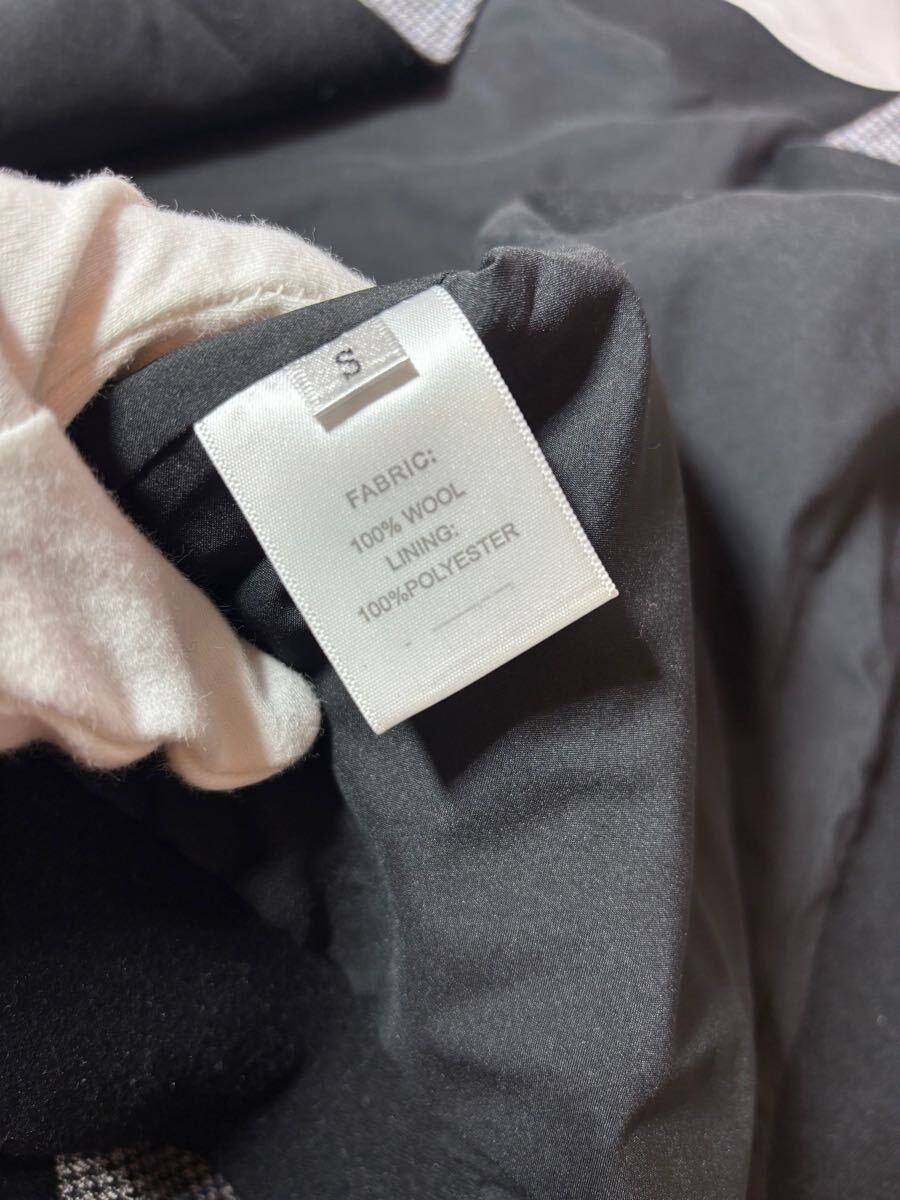 S
FABRIC:
100% WOOL
LINING:
100%POLYESTER